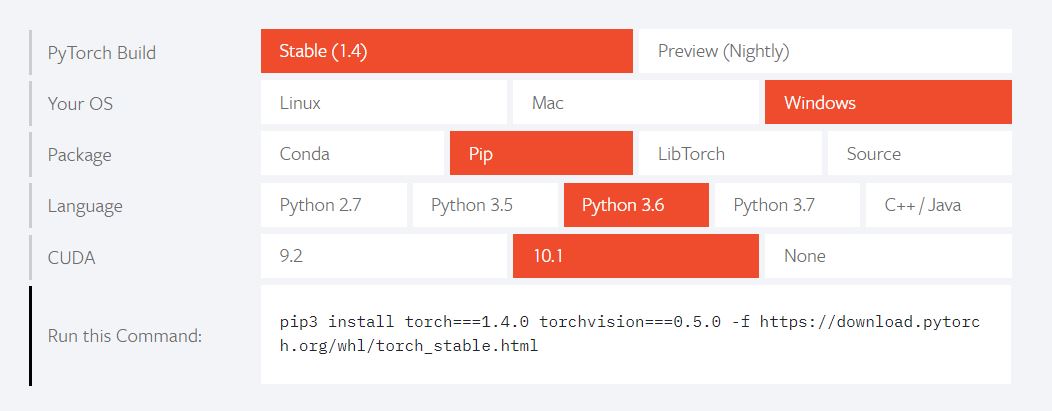 PyTorch Build Stable (1.4) Preview (Nightly)
Your OS Linux Mac Windows
Package Conda Pip LibTorch Source
Language Python 2.7 Python 3.5 Python 3.6 Python 3.7 C++ / Java
CUDA 9.2 10.1 None
Run this Command:
pip3 install torch===1.4.0 torchvision===0.5.0 -f https://download.pytorc
h.org/whl/torch_stable.html